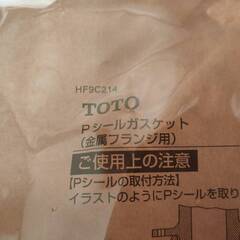 HF9C214
TOTO
Pシールガスケット
(金属フランジ用)
ご使用上の注意
【Pシールの取付方法】
イラストのようにPシールを取り